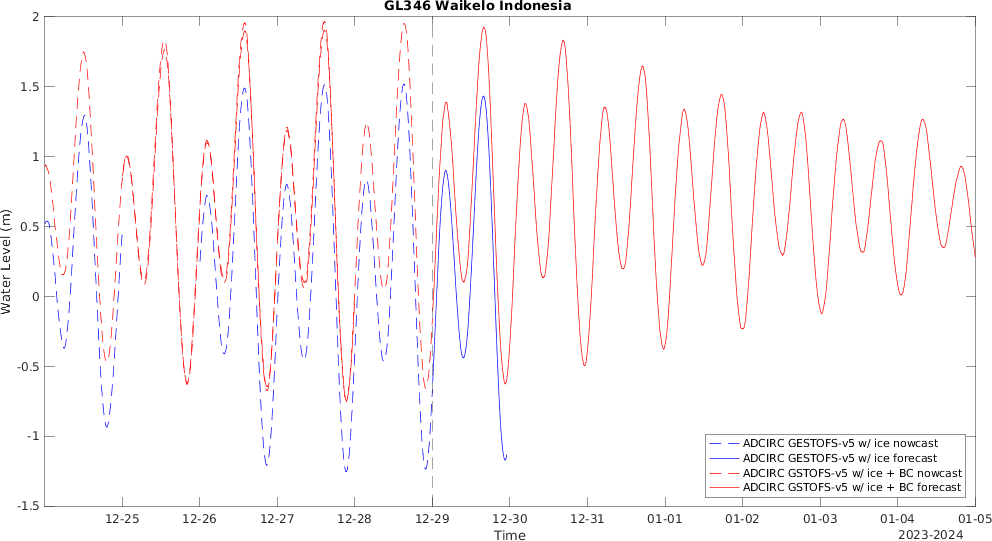 GL346 Waikelo Indonesia
2
1.5
1
0.5
0
-0.5
-1
-1.5
Water Level (m)
12-25 12-26 12-27 12-28 12-29 12-30 12-31 01-01 01-02 01-03 01-04 01-05
Time
2023-2024
ADCIRC GESTOFS-v5 w/ ice nowcast
ADCIRC GESTOFS-v5 w/ ice forecast
ADCIRC GSTOFS-v5 w/ ice + BC nowcast
ADCIRC GSTOFS-v5 w/ ice + BC forecast